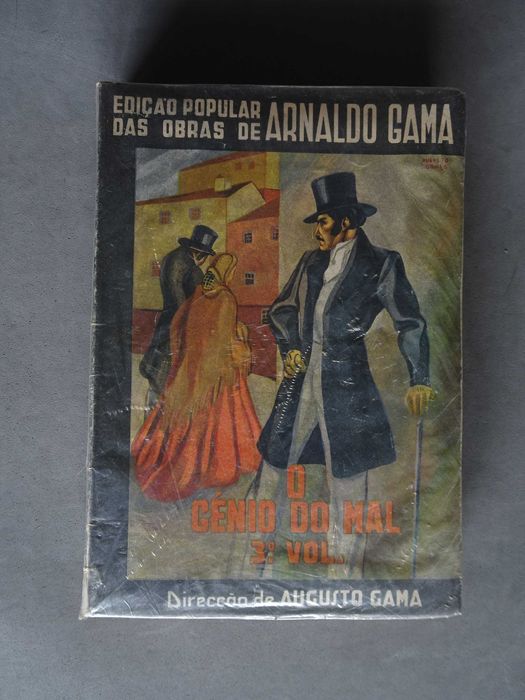 EDIÇÃO POPULAR
DAS OBRAS DE ARNALDO GAMA
O
GÉNIO DO MAL
3º VOL.
Direcção de AUGUSTO GAMA